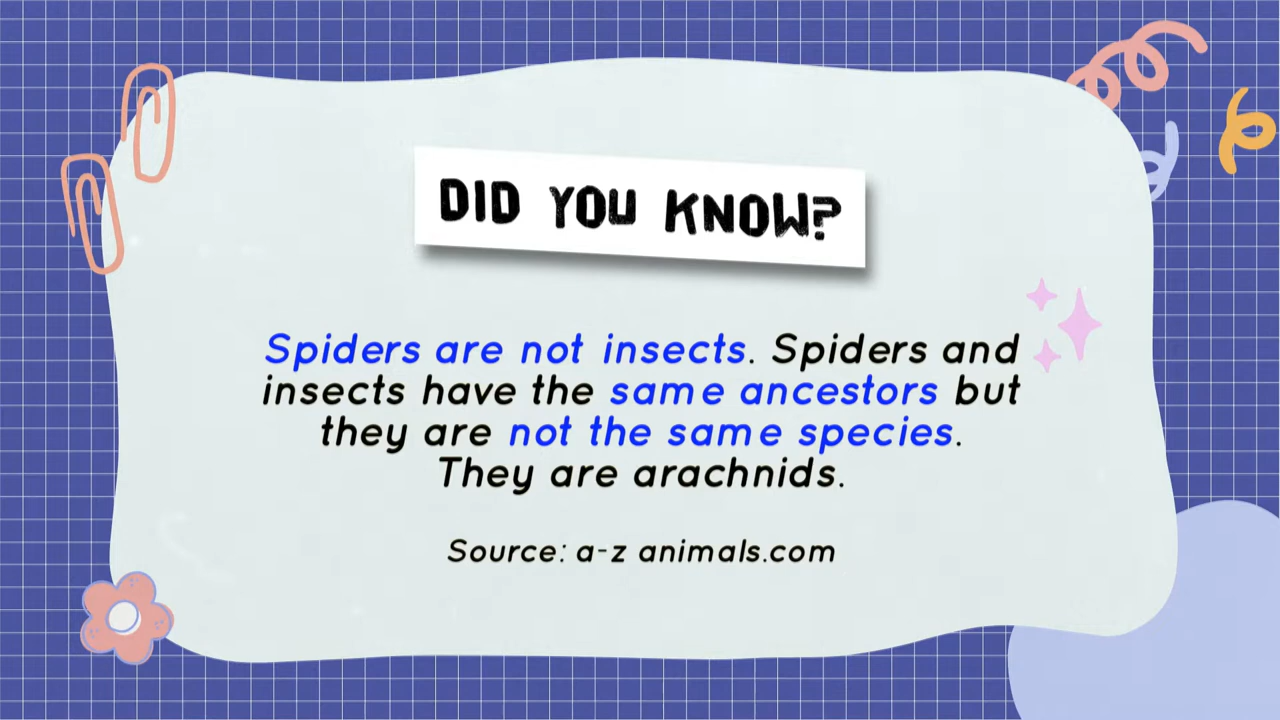 DID YOU KNOW?
Spiders are not insects. Spiders and
insects have the same ancestors but
they are not the same species.
They are arachnids.
Source: a-z animals.com